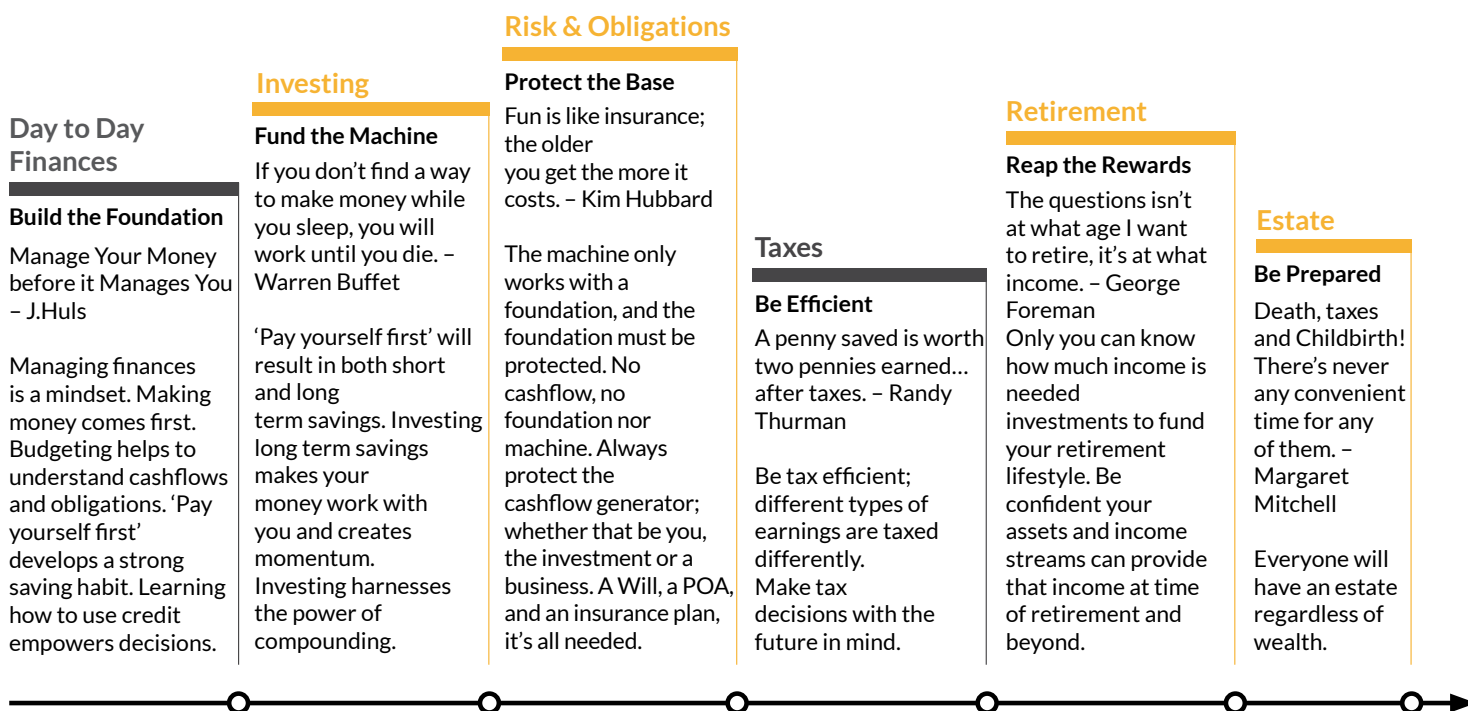 Day to Day
Finances
Build the Foundation
Manage Your Money
before it Manages You
– J.Huls
Managing finances
is a mindset. Making
money comes first.
Budgeting helps to
understand cashflows
and obligations. ‘Pay
yourself first’
develops a strong
saving habit. Learning
how to use credit
empowers decisions.
Investing
Fund the Machine
If you don’t find a way
to make money while
you sleep, you will
work until you die. –
Warren Buffet
‘Pay yourself first’ will
result in both short
and long
term savings. Investing
long term savings
makes your
money work with
you and creates
momentum.
Investing harnesses
the power of
compounding.
Risk & Obligations
Protect the Base
Fun is like insurance;
the older
you get the more it
costs. – Kim Hubbard
The machine only
works with a
foundation, and the
foundation must be
protected. No
cashflow, no
foundation nor
machine. Always
protect the
cashflow generator;
whether that be you,
the investment or a
business. A Will, a POA,
and an insurance plan,
it’s all needed.
Taxes
Be Efficient
A penny saved is worth
two pennies earned...
after taxes. – Randy
Thurman
Be tax efficient;
different types of
earnings are taxed
differently.
Make tax
decisions with the
future in mind.
Retirement
Reap the Rewards
The questions isn’t
at what age I want
to retire, it’s at what
income. – George
Foreman
Only you can know
how much income is
needed
investments to fund
your retirement
lifestyle. Be
confident your
assets and income
streams can provide
that income at time
of retirement and
beyond.
Estate
Be Prepared
Death, taxes
and Childbirth!
There’s never
any convenient
time for any
of them. –
Margaret
Mitchell
Everyone will
have an estate
regardless of
wealth.